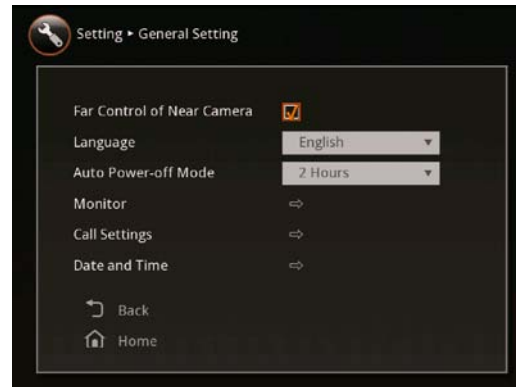 Setting ▸ General Setting
Far Control of Near Camera
Language English
Auto Power-off Mode 2 Hours
Monitor
Call Settings
Date and Time
Back
Home